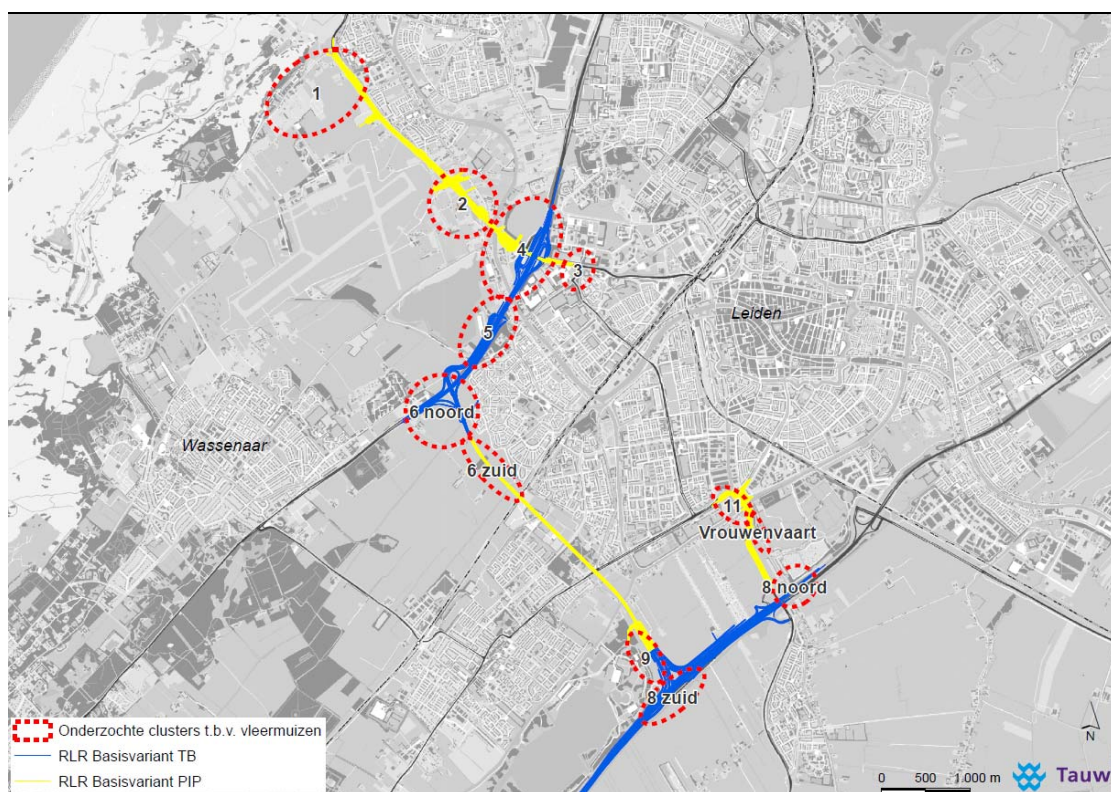 1
2
4
3
5
Leiden
6 noord
Wassenaar
6 zuid
11
Vrouwenvaart
8 noord
9
8 zuid
Onderzochte clusters t.b.v. vleermuizen
RLR Basisvariant TB
RLR Basisvariant PIP
N
0 500 1.000 m
Tauw